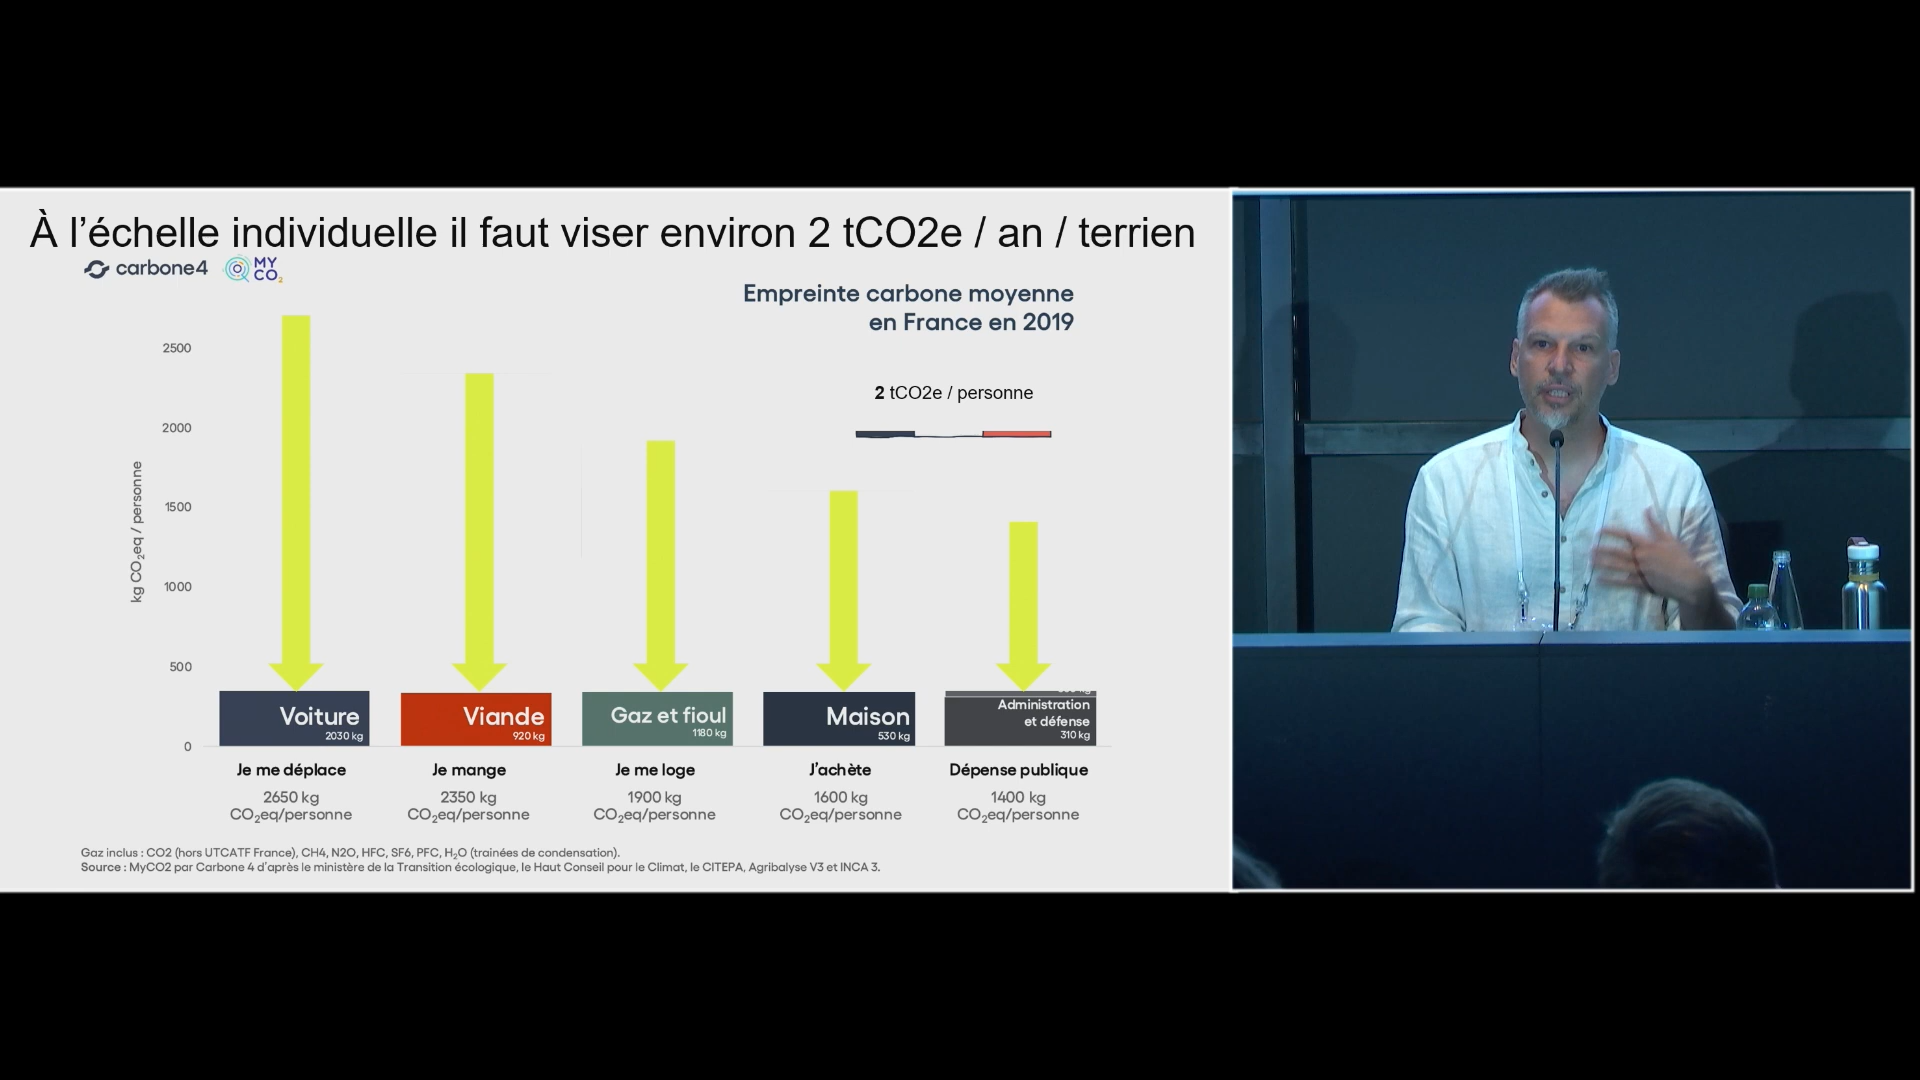 À l’échelle individuelle il faut viser environ 2 tCO2e / an / terrien
carbone4
MY
CO₂
Empreinte carbone moyenne
en France en 2019
2 tCO2e / personne
kg CO₂eq / personne
2500
2000
1500
1000
500
0
Voiture
2030 kg
Viande
920 kg
Gaz et fioul
1180 kg
Maison
530 kg
Administration
et défense
310 kg
Je me déplace
2650 kg
CO₂eq/personne
Je mange
2350 kg
CO₂eq/personne
Je me loge
1900 kg
CO₂eq/personne
J’achète
1600 kg
CO₂eq/personne
Dépense publique
1400 kg
CO₂eq/personne
Gaz inclus : CO2 (hors UTCATF France), CH4, N2O, HFC, SF6, PFC, H₂O (trainées de condensation).
Source : MyCO2 par Carbone 4 d’après le ministère de la Transition écologique, le Haut Conseil pour le Climat, le CITEPA, Agribalyse V3 et INCA 3.